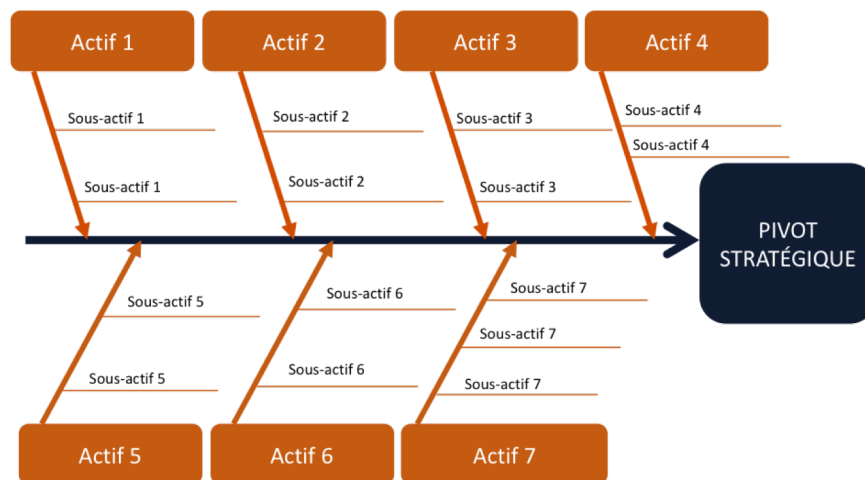 Actif 1
Actif 2
Actif 3
Actif 4
Sous-actif 1
Sous-actif 2
Sous-actif 3
Sous-actif 4
Sous-actif 4
Sous-actif 1
Sous-actif 2
Sous-actif 3
PIVOT
STRATÉGIQUE
Sous-actif 5
Sous-actif 6
Sous-actif 7
Sous-actif 7
Sous-actif 5
Sous-actif 6
Sous-actif 7
Actif 5
Actif 6
Actif 7